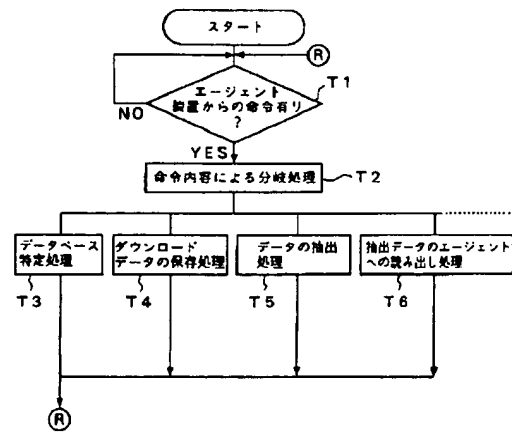 スタート
R
エージェント
装置からの命令有リ
?
T1
NO
YES
命令内容による分岐処理
T2
データベース
特定処理
ダウンロード
データの保存処理
データの抽出
処理
抽出データのエージェント
への読み出し処理
T3
T4
T5
T6
R